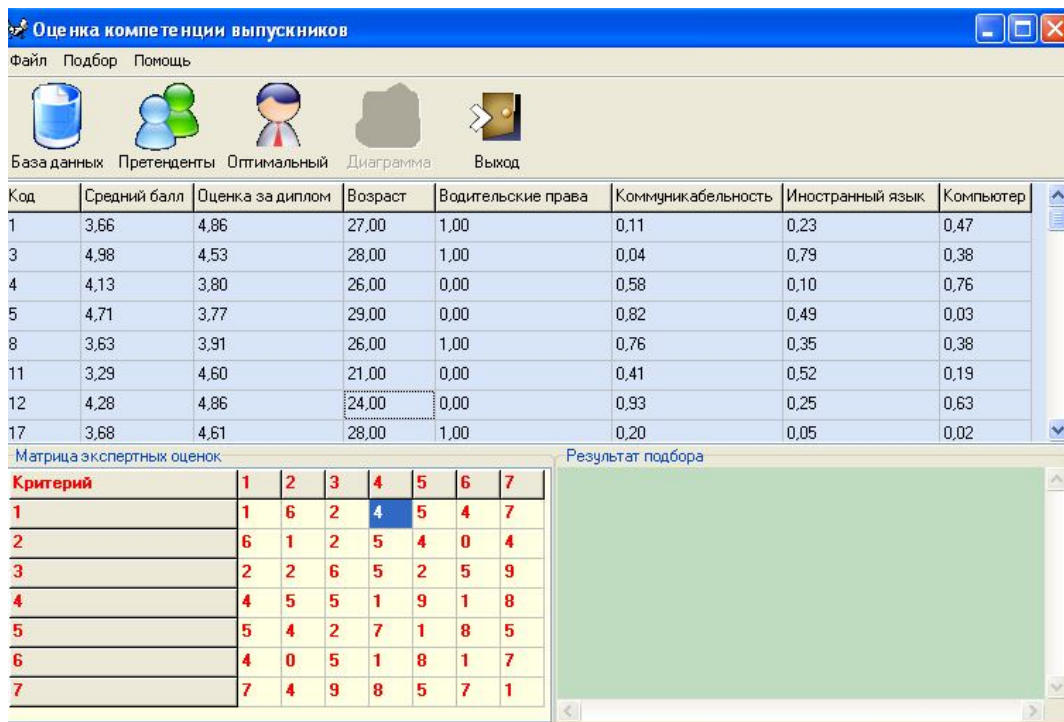 Оценка компетенции выпускников
Файл Подбор Помощь
База данных Претенденты Оптимальный Диаграмма Выход
Код Средний балл Оценка за диплом Возраст Водительские права Коммуникабельность Иностранный язык Компьютер
1 3,66 4,86 27,00 1,00 0,11 0,23 0,47
3 4,98 4,53 28,00 1,00 0,04 0,79 0,38
4 4,13 3,80 26,00 0,00 0,58 0,10 0,76
5 4,71 3,77 29,00 0,00 0,82 0,49 0,03
8 3,63 3,91 26,00 1,00 0,76 0,35 0,38
11 3,29 4,60 21,00 0,00 0,41 0,52 0,19
12 4,28 4,86 24,00 0,00 0,93 0,25 0,63
17 3,68 4,61 28,00 1,00 0,20 0,05 0,02
Матрица экспертных оценок Результат подбора
Критерий 1 2 3 4 5 6 7
1 1 6 2 4 5 4 7
2 6 1 2 5 4 0 4
3 2 2 6 5 2 5 9
4 4 5 5 1 9 1 8
5 5 4 2 7 1 8 5
6 4 0 5 1 8 1 7
7 7 4 9 8 5 7 1